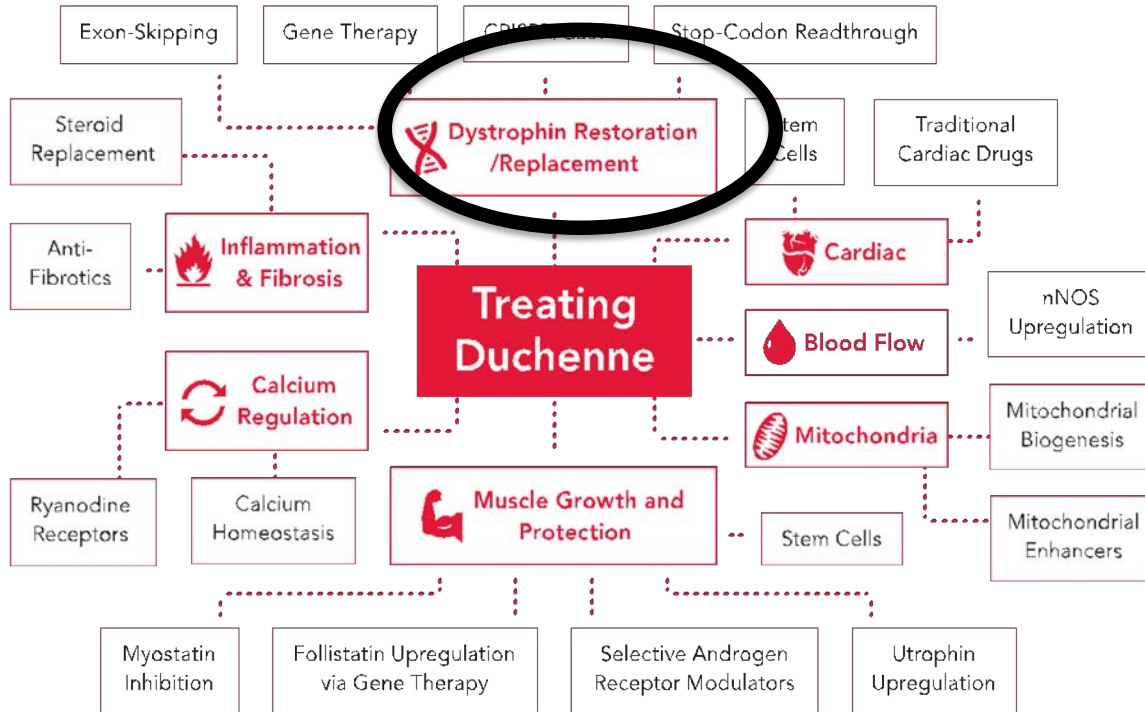 Exon-Skipping
Gene Therapy
Stop-Codon Readthrough
Steroid
Replacement
Dystrophin Restoration
/Replacement
Cells
Traditional
Cardiac Drugs
Anti-
Fibrotics
Inflammation
& Fibrosis
Treating
Duchenne
Cardiac
Blood Flow
nNOS
Upregulation
Calcium
Regulation
Mitochondria
Mitochondrial
Biogenesis
Ryanodine
Receptors
Calcium
Homeostasis
Muscle Growth and
Protection
Stem Cells
Mitochondrial
Enhancers
Myostatin
Inhibition
Follistatin Upregulation
via Gene Therapy
Selective Androgen
Receptor Modulators
Utrophin
Upregulation